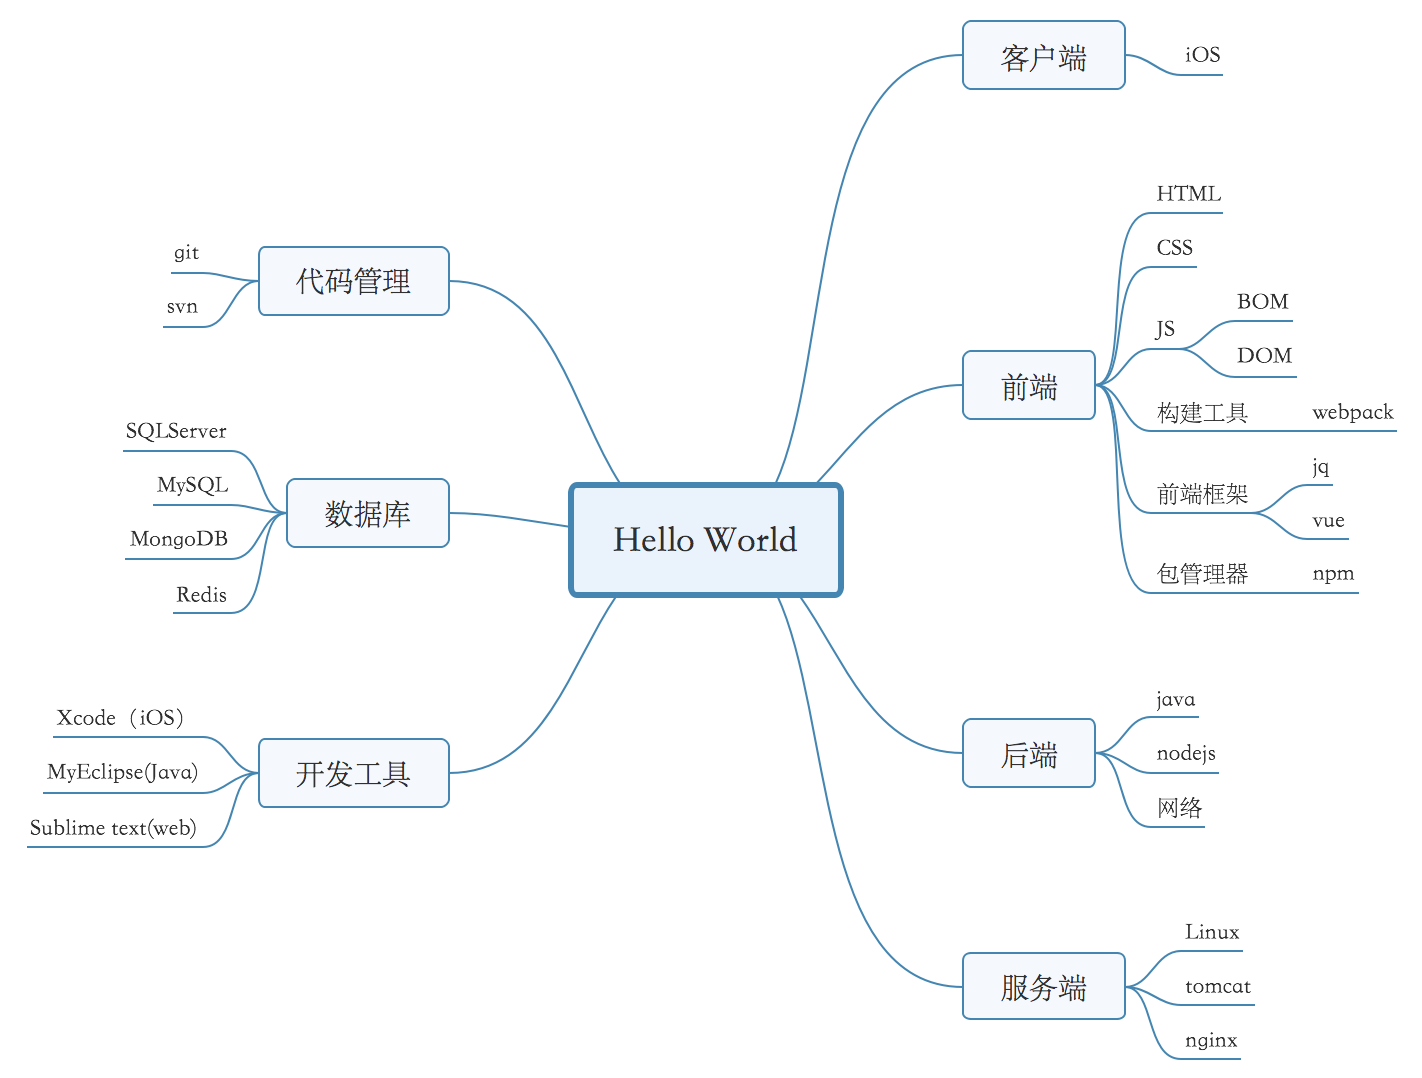 Hello World
客户端
iOS
前端
HTML
CSS
JS
BOM
DOM
构建工具
webpack
前端框架
jq
vue
包管理器
npm
后端
java
nodejs
网络
服务端
Linux
tomcat
nginx
代码管理
git
svn
数据库
SQLServer
MySQL
MongoDB
Redis
开发工具
Xcode（iOS）
MyEclipse(Java)
Sublime text(web)